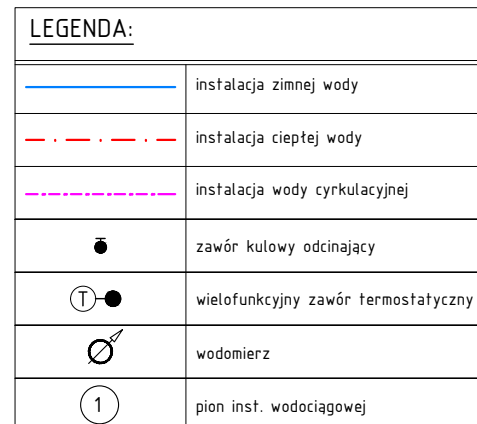 LEGENDA:
instalacja zimnej wody
instalacja ciepłej wody
instalacja wody cyrkulacyjnej
zawór kulowy odcinający
T wielofunkcyjny zawór termostatyczny
wodomierz
1 pion inst. wodociągowej